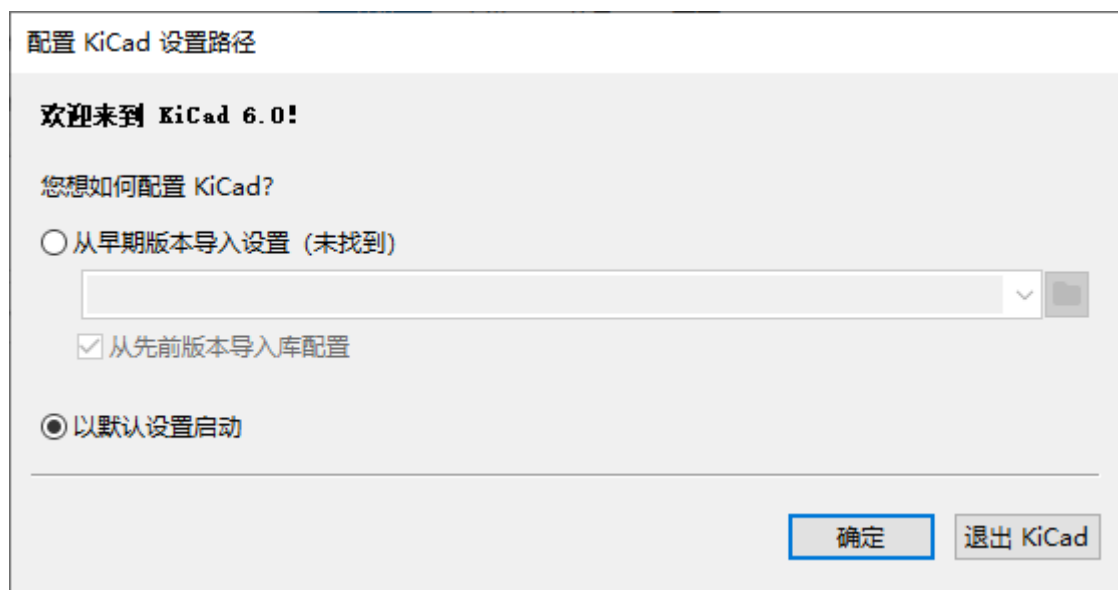 配置 KiCad 设置路径
欢迎来到 KiCad 6.0!
您想如何配置 KiCad?
从早期版本导入设置 (未找到)
从先前版本导入库配置
以默认设置启动
确定 退出 KiCad